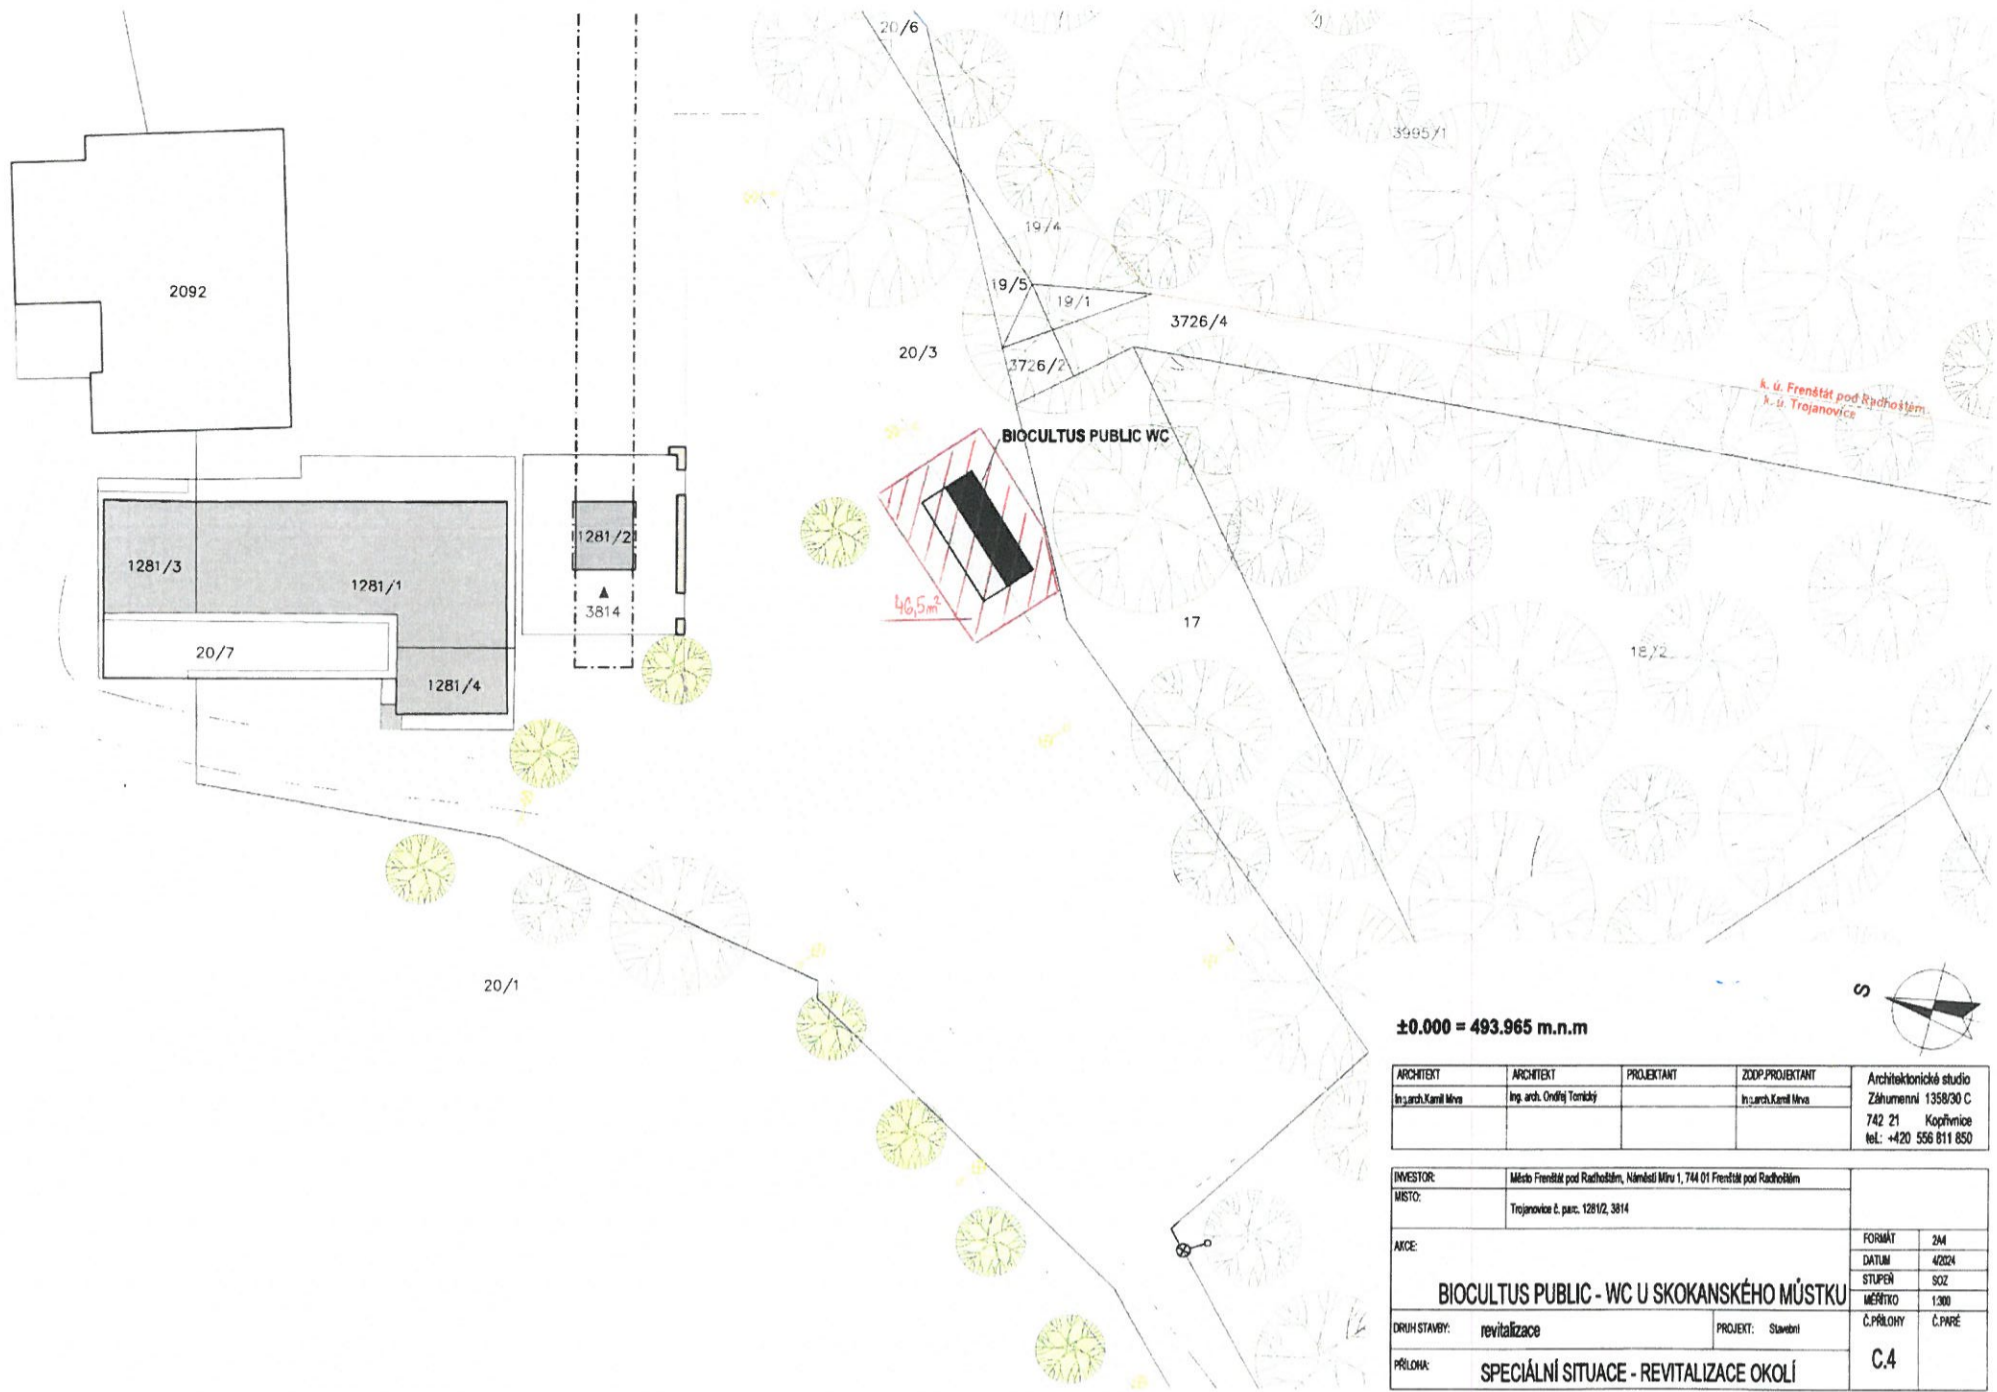 20/6
3995/1
19/4
2092
19/5
19/1
3726/4
20/3
3726/2
k. ú. Frenštát pod Radhoštěm
k. ú. Trojanovice
BIOCULTUS PUBLIC WC
1281/2
1281/3
1281/1
3814
46,5m²
17
20/7
18/2
1281/4
20/1
S
±0.000 = 493.965 m.n.m
ARCHITEKT
ARCHITEKT
PROJEKTANT
ZODP.PROJEKTANT
Architektonické studio
Ing.arch.Kamil Mrva
Ing. arch. Ondřej Tomický
Ing.arch.Kamil Mrva
Záhumenní 1358/30 C
742 21 Kopřivnice
tel.: +420 556 811 850
INVESTOR:
Město Frenštát pod Radhoštěm, Náměstí Míru 1, 744 01 Frenštát pod Radhoštěm
MÍSTO:
Trojanovice č. parc. 1281/2, 3814
AKCE:
BIOCULTUS PUBLIC - WC U SKOKANSKÉHO MŮSTKU
FORMÁT 2A4
DATUM 4/2024
STUPEŇ SOZ
MĚŘÍTKO 1:300
DRUH STAVBY: revitalizace
PROJEKT: Stavební
Č.PŘÍLOHY Č.PARÉ
PŘÍLOHA: SPECIÁLNÍ SITUACE - REVITALIZACE OKOLÍ
C.4